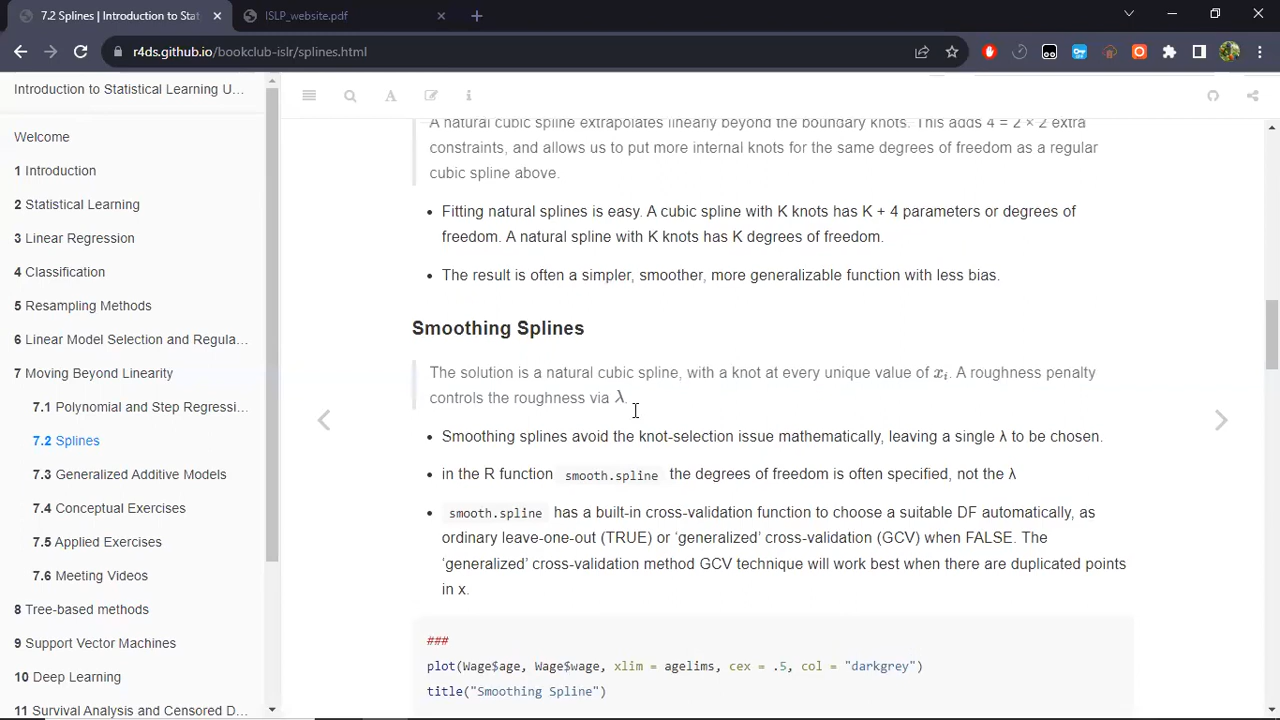 7.2 Splines | Introduction to Stat
ISLP_website.pdf
r4ds.github.io/bookclub-islr/splines.html
Introduction to Statistical Learning U...
Welcome
1 Introduction
2 Statistical Learning
3 Linear Regression
4 Classification
5 Resampling Methods
6 Linear Model Selection and Regula...
7 Moving Beyond Linearity
7.1 Polynomial and Step Regressi...
7.2 Splines
7.3 Generalized Additive Models
7.4 Conceptual Exercises
7.5 Applied Exercises
7.6 Meeting Videos
8 Tree-based methods
9 Support Vector Machines
10 Deep Learning
11 Survival Analysis and Censored D...
A natural cubic spline extrapolates linearly beyond the boundary knots. This adds 4 = 2 × 2 extra
constraints, and allows us to put more internal knots for the same degrees of freedom as a regular
cubic spline above.
• Fitting natural splines is easy. A cubic spline with K knots has K + 4 parameters or degrees of
freedom. A natural spline with K knots has K degrees of freedom.
• The result is often a simpler, smoother, more generalizable function with less bias.
Smoothing Splines
The solution is a natural cubic spline, with a knot at every unique value of xᵢ. A roughness penalty
controls the roughness via λ.
• Smoothing splines avoid the knot-selection issue mathematically, leaving a single λ to be chosen.
• in the R function smooth.spline the degrees of freedom is often specified, not the λ
• smooth.spline has a built-in cross-validation function to choose a suitable DF automatically, as
ordinary leave-one-out (TRUE) or ‘generalized’ cross-validation (GCV) when FALSE. The
‘generalized’ cross-validation method GCV technique will work best when there are duplicated points
in x.
###
plot(Wage$age, Wage$wage, xlim = agelims, cex = .5, col = "darkgrey")
title("Smoothing Spline")